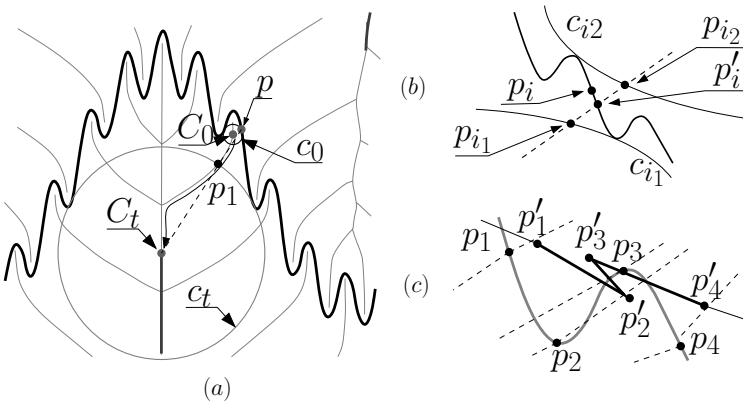 p
C₀
c₀
p₁
Cₜ
cₜ
(a)
cᵢ₂
pᵢ₂
pᵢ
p′ᵢ
pᵢ₁
cᵢ₁
(b)
p₁
p′₁
p′₃
p₃
p′₄
p′₂
p₂
p₄
(c)